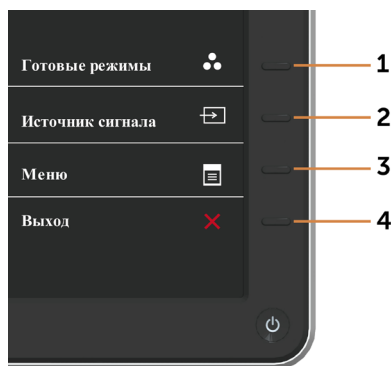 Готовые режимы 1
Источник сигнала 2
Меню 3
Выход 4